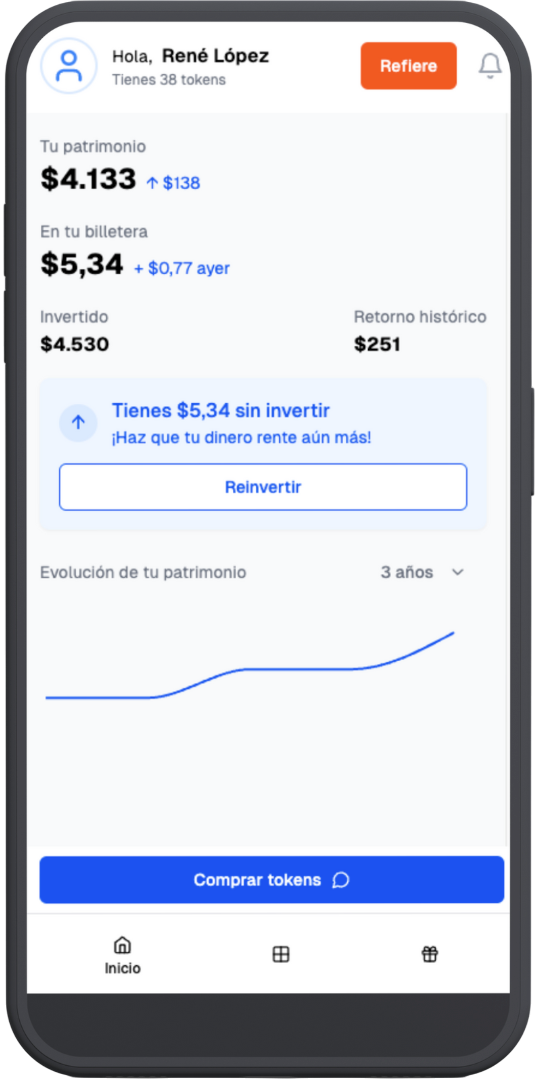 Hola, René López
Tienes 38 tokens
Refiere
Tu patrimonio
$4.133 ↑ $138
En tu billetera
$5,34 + $0,77 ayer
Invertido
$4.530
Retorno histórico
$251
Tienes $5,34 sin invertir
¡Haz que tu dinero rente aún más!
Reinvertir
Evolución de tu patrimonio
3 años
Comprar tokens
Inicio